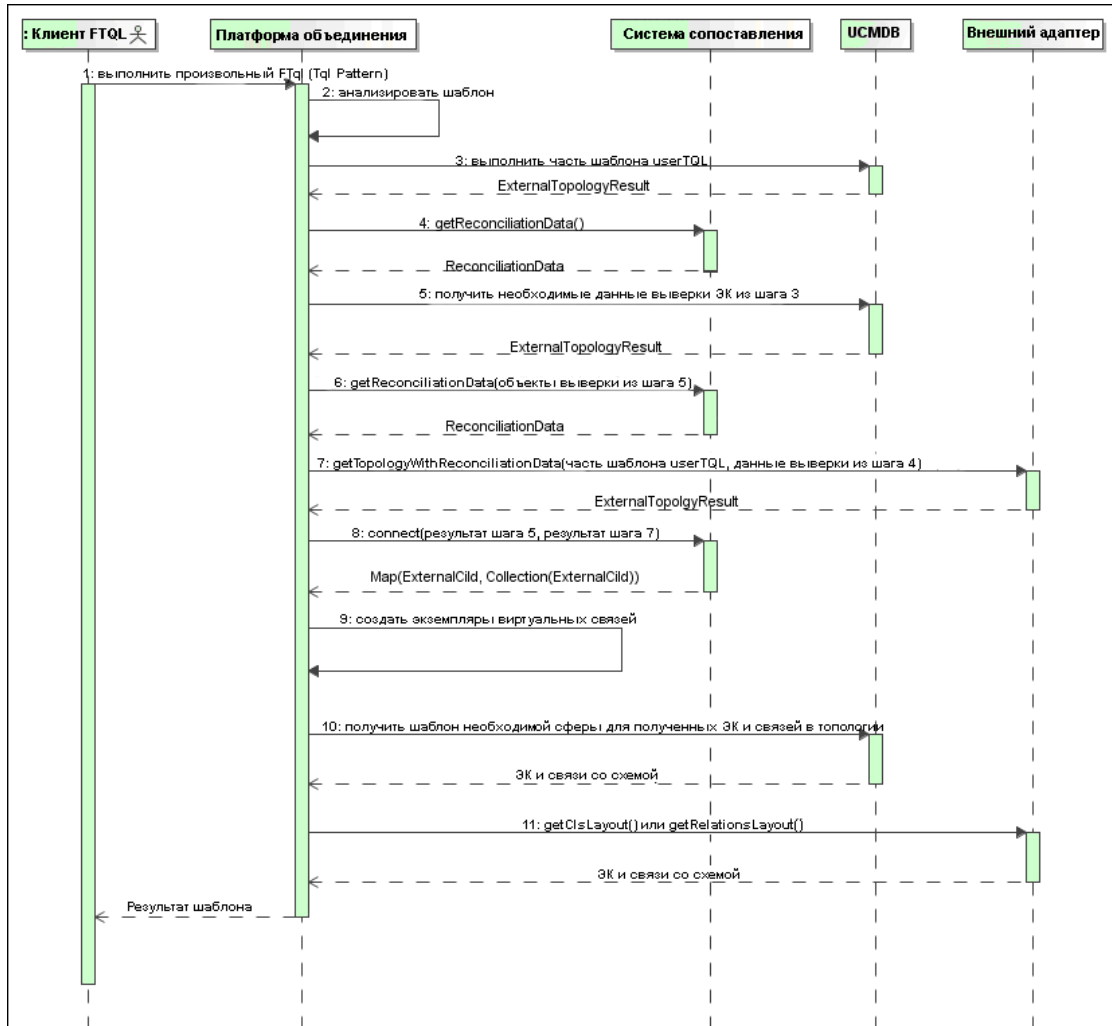 : Клиент FTQL
Платформа объединения
Система сопоставления
UCMDB
Внешний адаптер
1: выполнить произвольный FTql (Tql Pattern)
2: анализировать шаблон
3: выполнить часть шаблона userTQL
ExternalTopologyResult
4: getReconciliationData()
ReconciliationData
5: получить необходимые данные выверки ЭК из шага 3
ExternalTopologyResult
6: getReconciliationData(объекты выверки из шага 5)
ReconciliationData
7: getTopologyWithReconciliationData(часть шаблона userTQL, данные выверки из шага 4)
ExternalTopolgyResult
8: connect(результат шага 5, результат шага 7)
Map(ExternalCiId, Collection(ExternalCiId))
9: создать экземпляры виртуальных связей
10: получить шаблон необходимой сферы для полученных ЭК и связей в топологии
ЭК и связи со схемой
11: getCIsLayout() или getRelationsLayout()
ЭК и связи со схемой
Результат шаблона